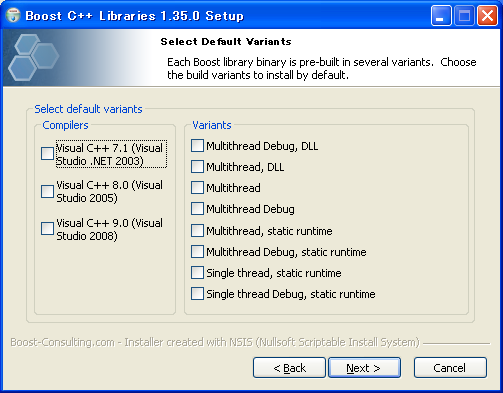 Boost C++ Libraries 1.35.0 Setup
Select Default Variants
Each Boost library binary is pre-built in several variants. Choose
the build variants to install by default.
Select default variants
Compilers
Visual C++ 7.1 (Visual
Studio .NET 2003)
Visual C++ 8.0 (Visual
Studio 2005)
Visual C++ 9.0 (Visual
Studio 2008)
Variants
Multithread Debug, DLL
Multithread, DLL
Multithread
Multithread Debug
Multithread, static runtime
Multithread Debug, static runtime
Single thread, static runtime
Single thread Debug, static runtime
Boost-Consulting.com - Installer created with NSIS (Nullsoft Scriptable Install System)
< Back
Next >
Cancel